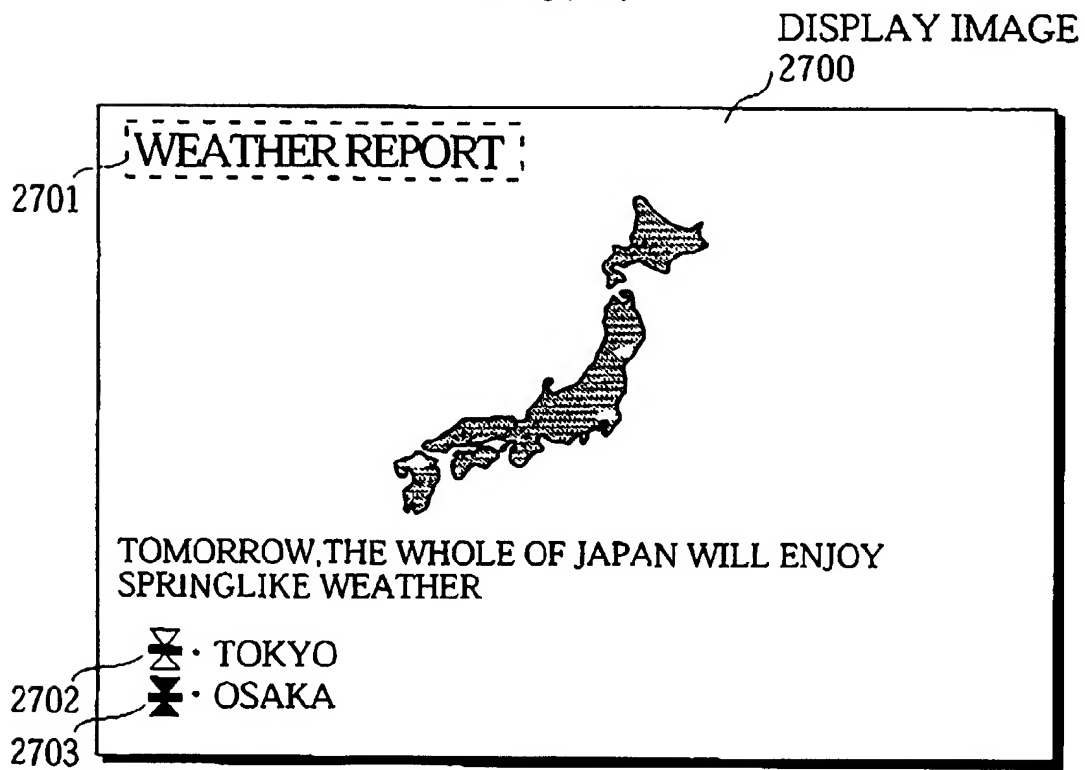 DISPLAY IMAGE
2700
WEATHER REPORT
2701
TOMORROW, THE WHOLE OF JAPAN WILL ENJOY
SPRINGLIKE WEATHER
· TOKYO
2702
· OSAKA
2703